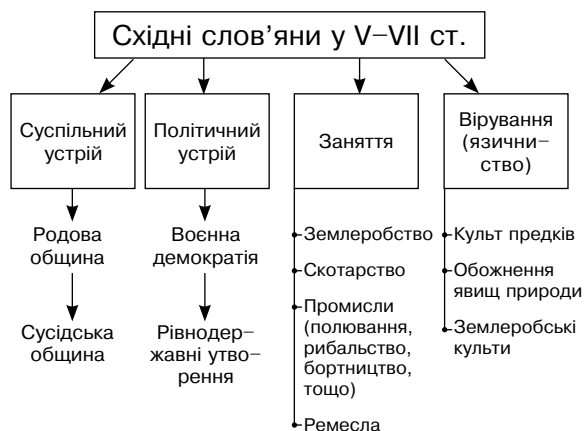 Східні слов’яни у V–VII ст.
Суспільний
устрій
Політичний
устрій
Заняття
Вірування
(язични–
ство)
Родова
община
Сусідська
община
Воєнна
демократія
Рівнодер–
жавні утво–
рення
Землеробство
Скотарство
Промисли
(полювання,
рибальство,
бортництво,
тощо)
Ремесла
Культ предків
Обожнення
явищ природи
Землеробські
культи